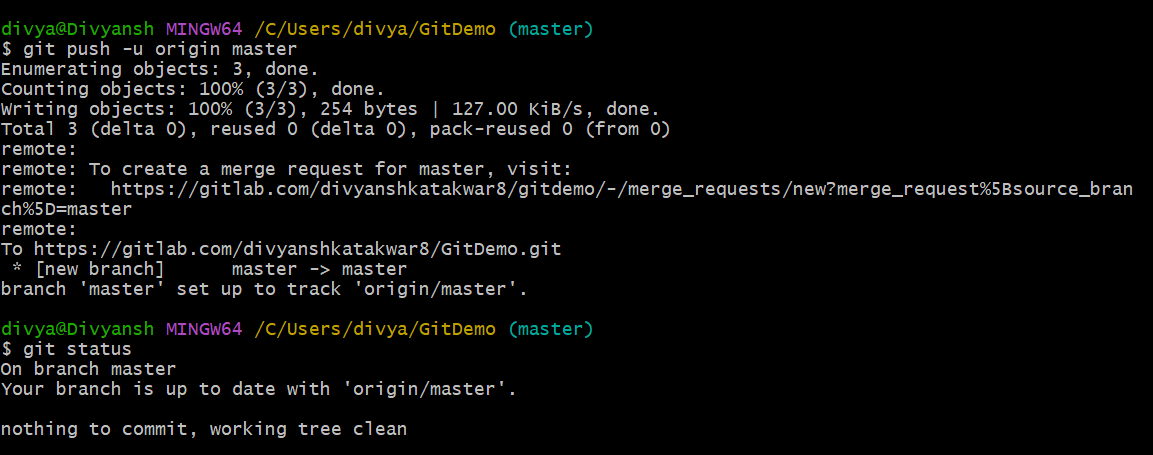 divya@Divyansh MINGW64 /C/Users/divya/GitDemo (master)
$ git push -u origin master
Enumerating objects: 3, done.
Counting objects: 100% (3/3), done.
Writing objects: 100% (3/3), 254 bytes | 127.00 KiB/s, done.
Total 3 (delta 0), reused 0 (delta 0), pack-reused 0 (from 0)
remote:
remote: To create a merge request for master, visit:
remote:   https://gitlab.com/divyanshkatakwar8/gitdemo/-/merge_requests/new?merge_request%5Bsource_bran
ch%5D=master
remote:
To https://gitlab.com/divyanshkatakwar8/GitDemo.git
 * [new branch]      master -> master
branch 'master' set up to track 'origin/master'.
divya@Divyansh MINGW64 /C/Users/divya/GitDemo (master)
$ git status
On branch master
Your branch is up to date with 'origin/master'.
nothing to commit, working tree clean